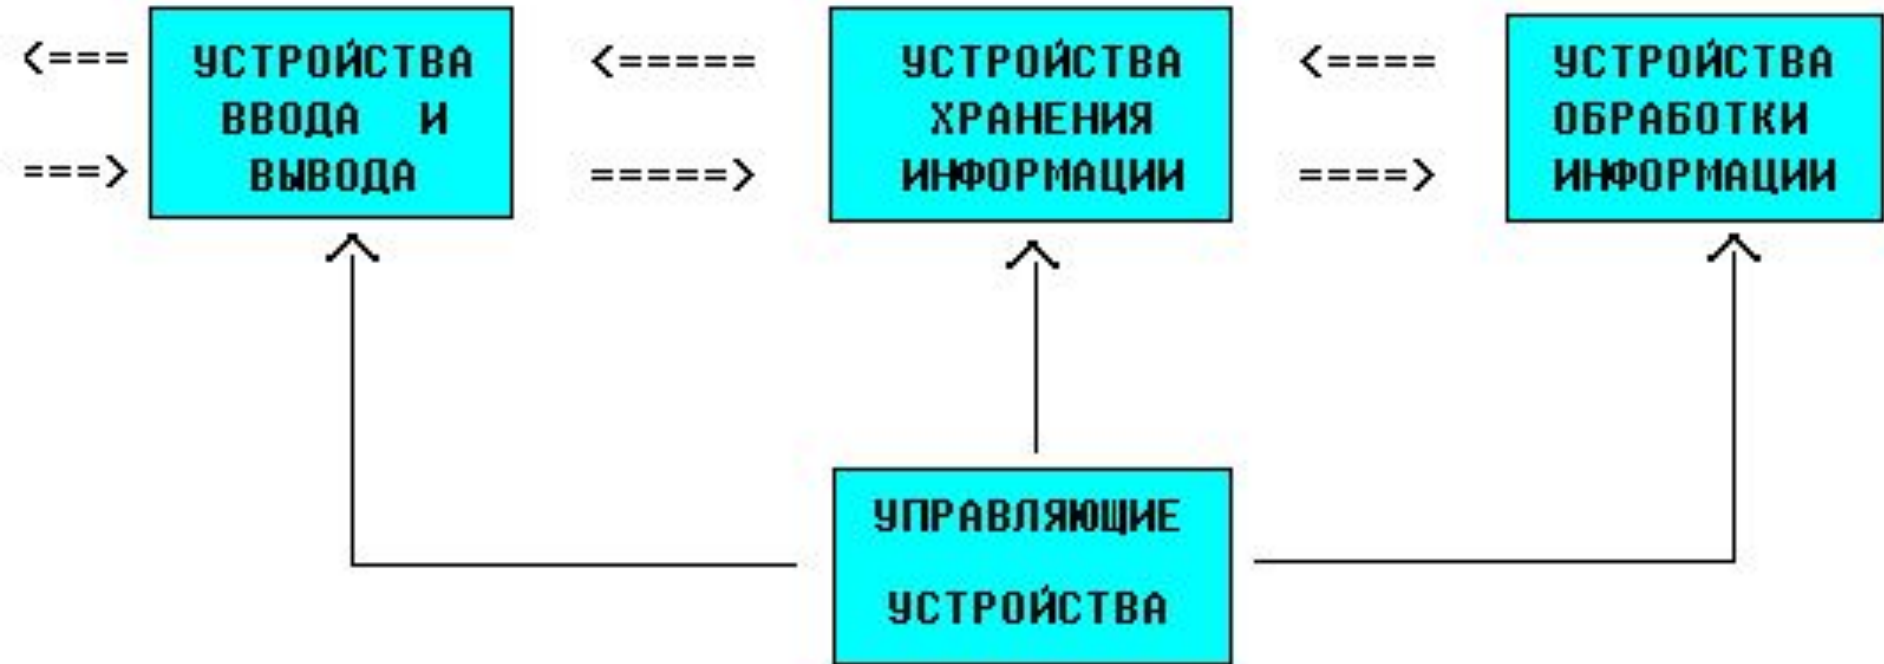 <=== УСТРОЙСТВА <===== УСТРОЙСТВА <==== УСТРОЙСТВА
ВВОДА И ХРАНЕНИЯ ОБРАБОТКИ
===> ВЫВОДА =====> ИНФОРМАЦИИ ====> ИНФОРМАЦИИ
УПРАВЛЯЮЩИЕ
УСТРОЙСТВА